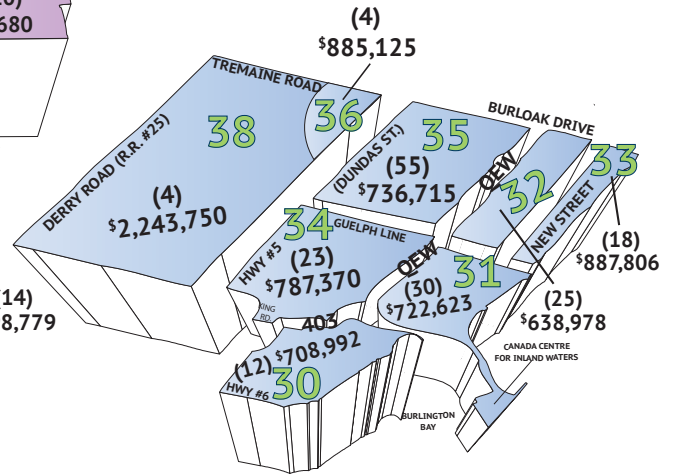 680
(4)
$885,125
TREMAINE ROAD
36
38
DERRY ROAD (R.R. #25)
(4)
$2,243,750
(14)
8,779
35
(DUNDAS ST.)
(55)
$736,715
BURLOAK DRIVE
QEW
32
33
NEW STREET
(18)
$887,806
(25)
$638,978
34
GUELPH LINE
HWY #5
(23)
$787,370
QEW
31
(30)
$722,623
KING
RD.
403
(12) $708,992
30
HWY #6
CANADA CENTRE
FOR INLAND WATERS
BURLINGTON
BAY